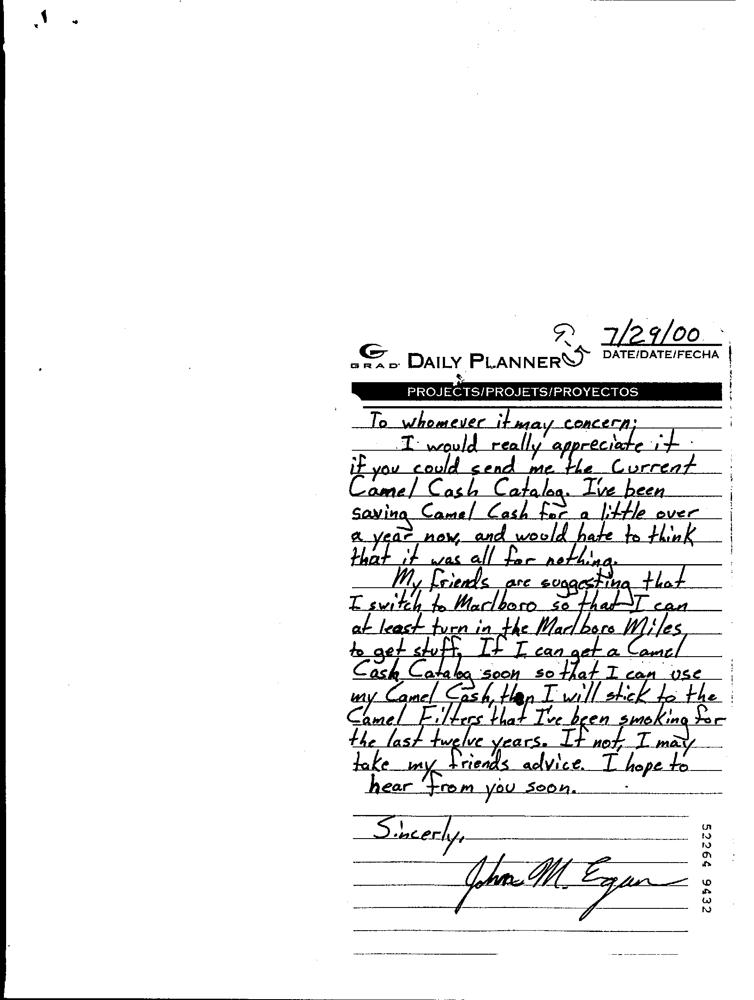 7/29/00
GRAD DAILY PLANNER DATE/DATE/FECHA
PROJECTS/PROJETS/PROYECTOS
To whomever it may concern;
I would really appreciate it
if you could send me the Current
Camel Cash Catalog. I've been
saving Camel Cash for a little over
a year now, and would hate to think
that it was all for nothing.
My friends are suggesting that
I switch to Marlboro so that I can
at least turn in the Marlboro Miles
to get stuff. If I can get a Camel
Cash Catalog soon so that I can use
my Camel Cash, then I will stick to the
Camel Filters that I've been smoking for
the last twelve years. If not, I may
take my friends advice. I hope to
hear from you soon.
Sincerly,
John M. Egan
52264 9432